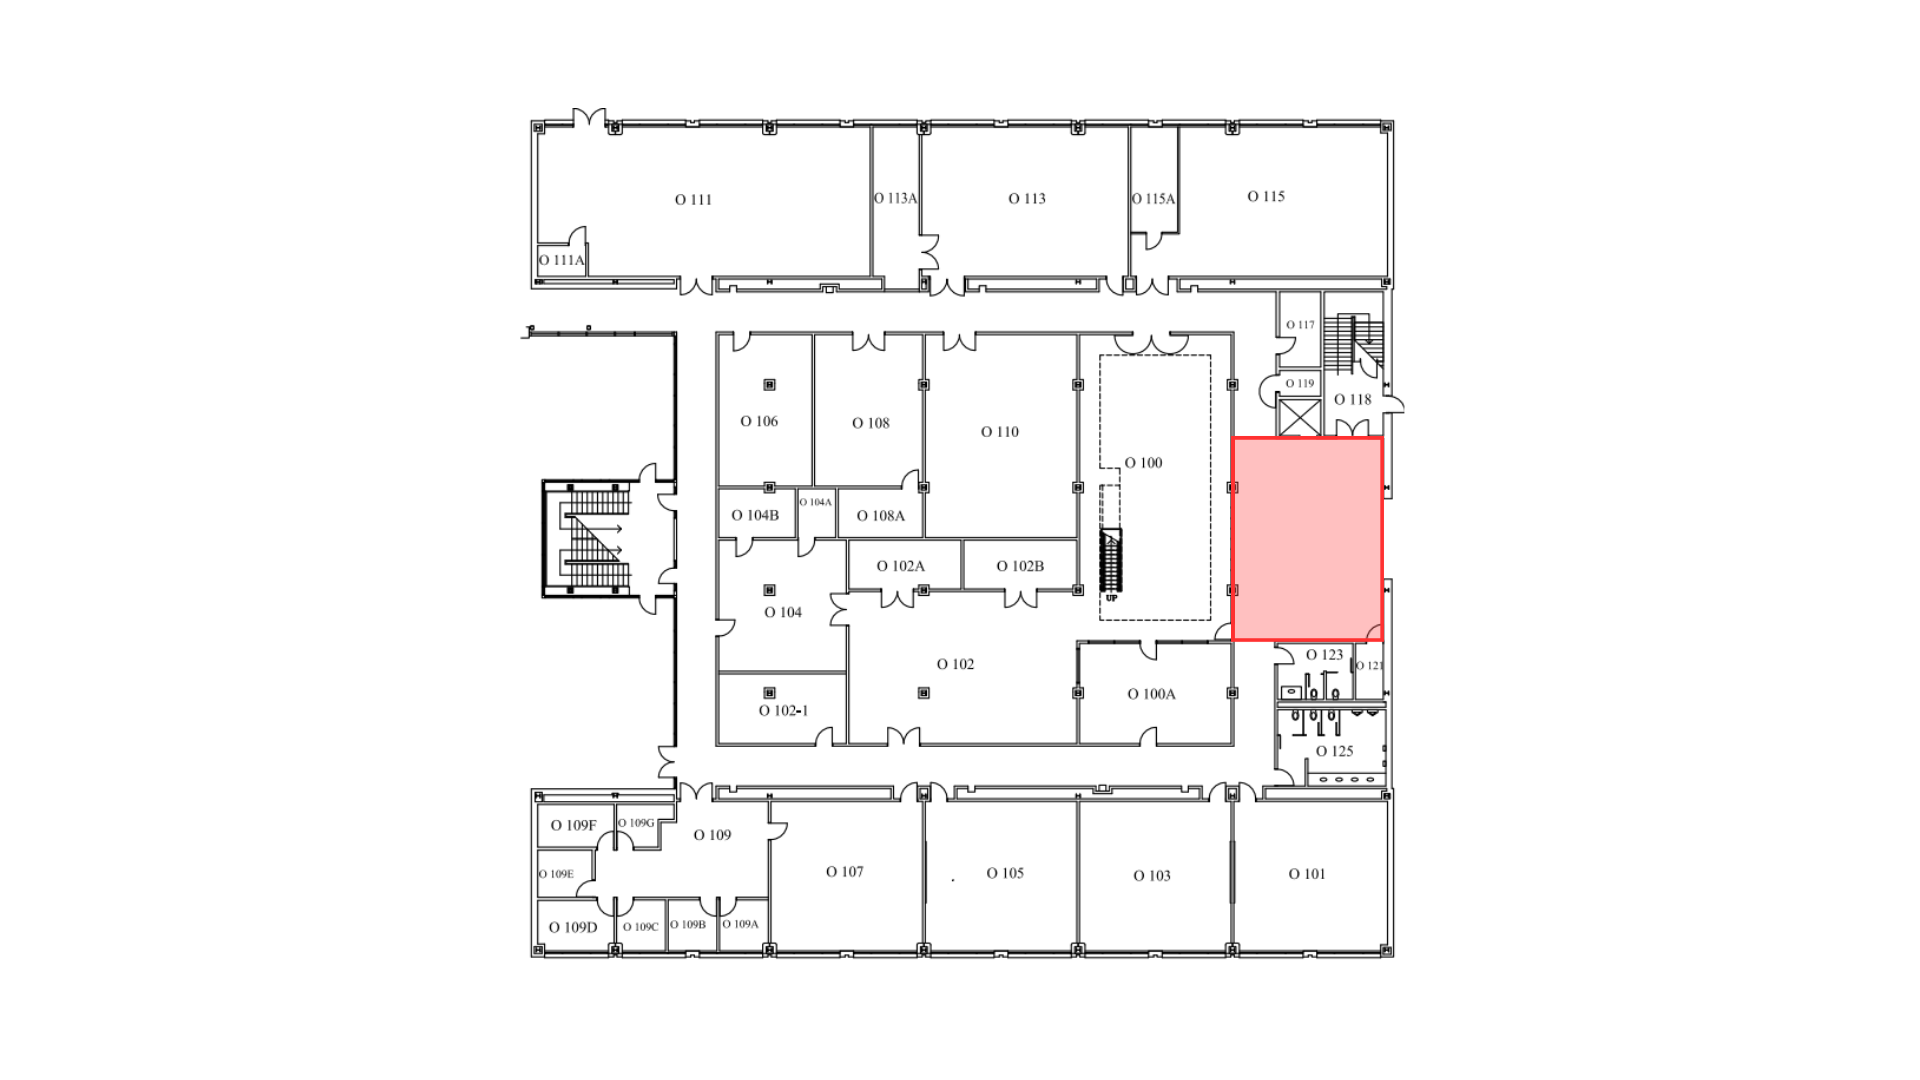 O 111
O 113A
O 113
O 115A
O 115
O 111A
O 117
O 119
O 118
O 106
O 108
O 110
O 100
O 104B
O 104A
O 108A
O 102A
O 102B
UP
O 104
O 102
O 123
O 121
O 100A
O 102-1
O 125
O 109F
O 109G
O 109
O 107
O 105
O 103
O 101
O 109E
O 109D
O 109C
O 109B
O 109A